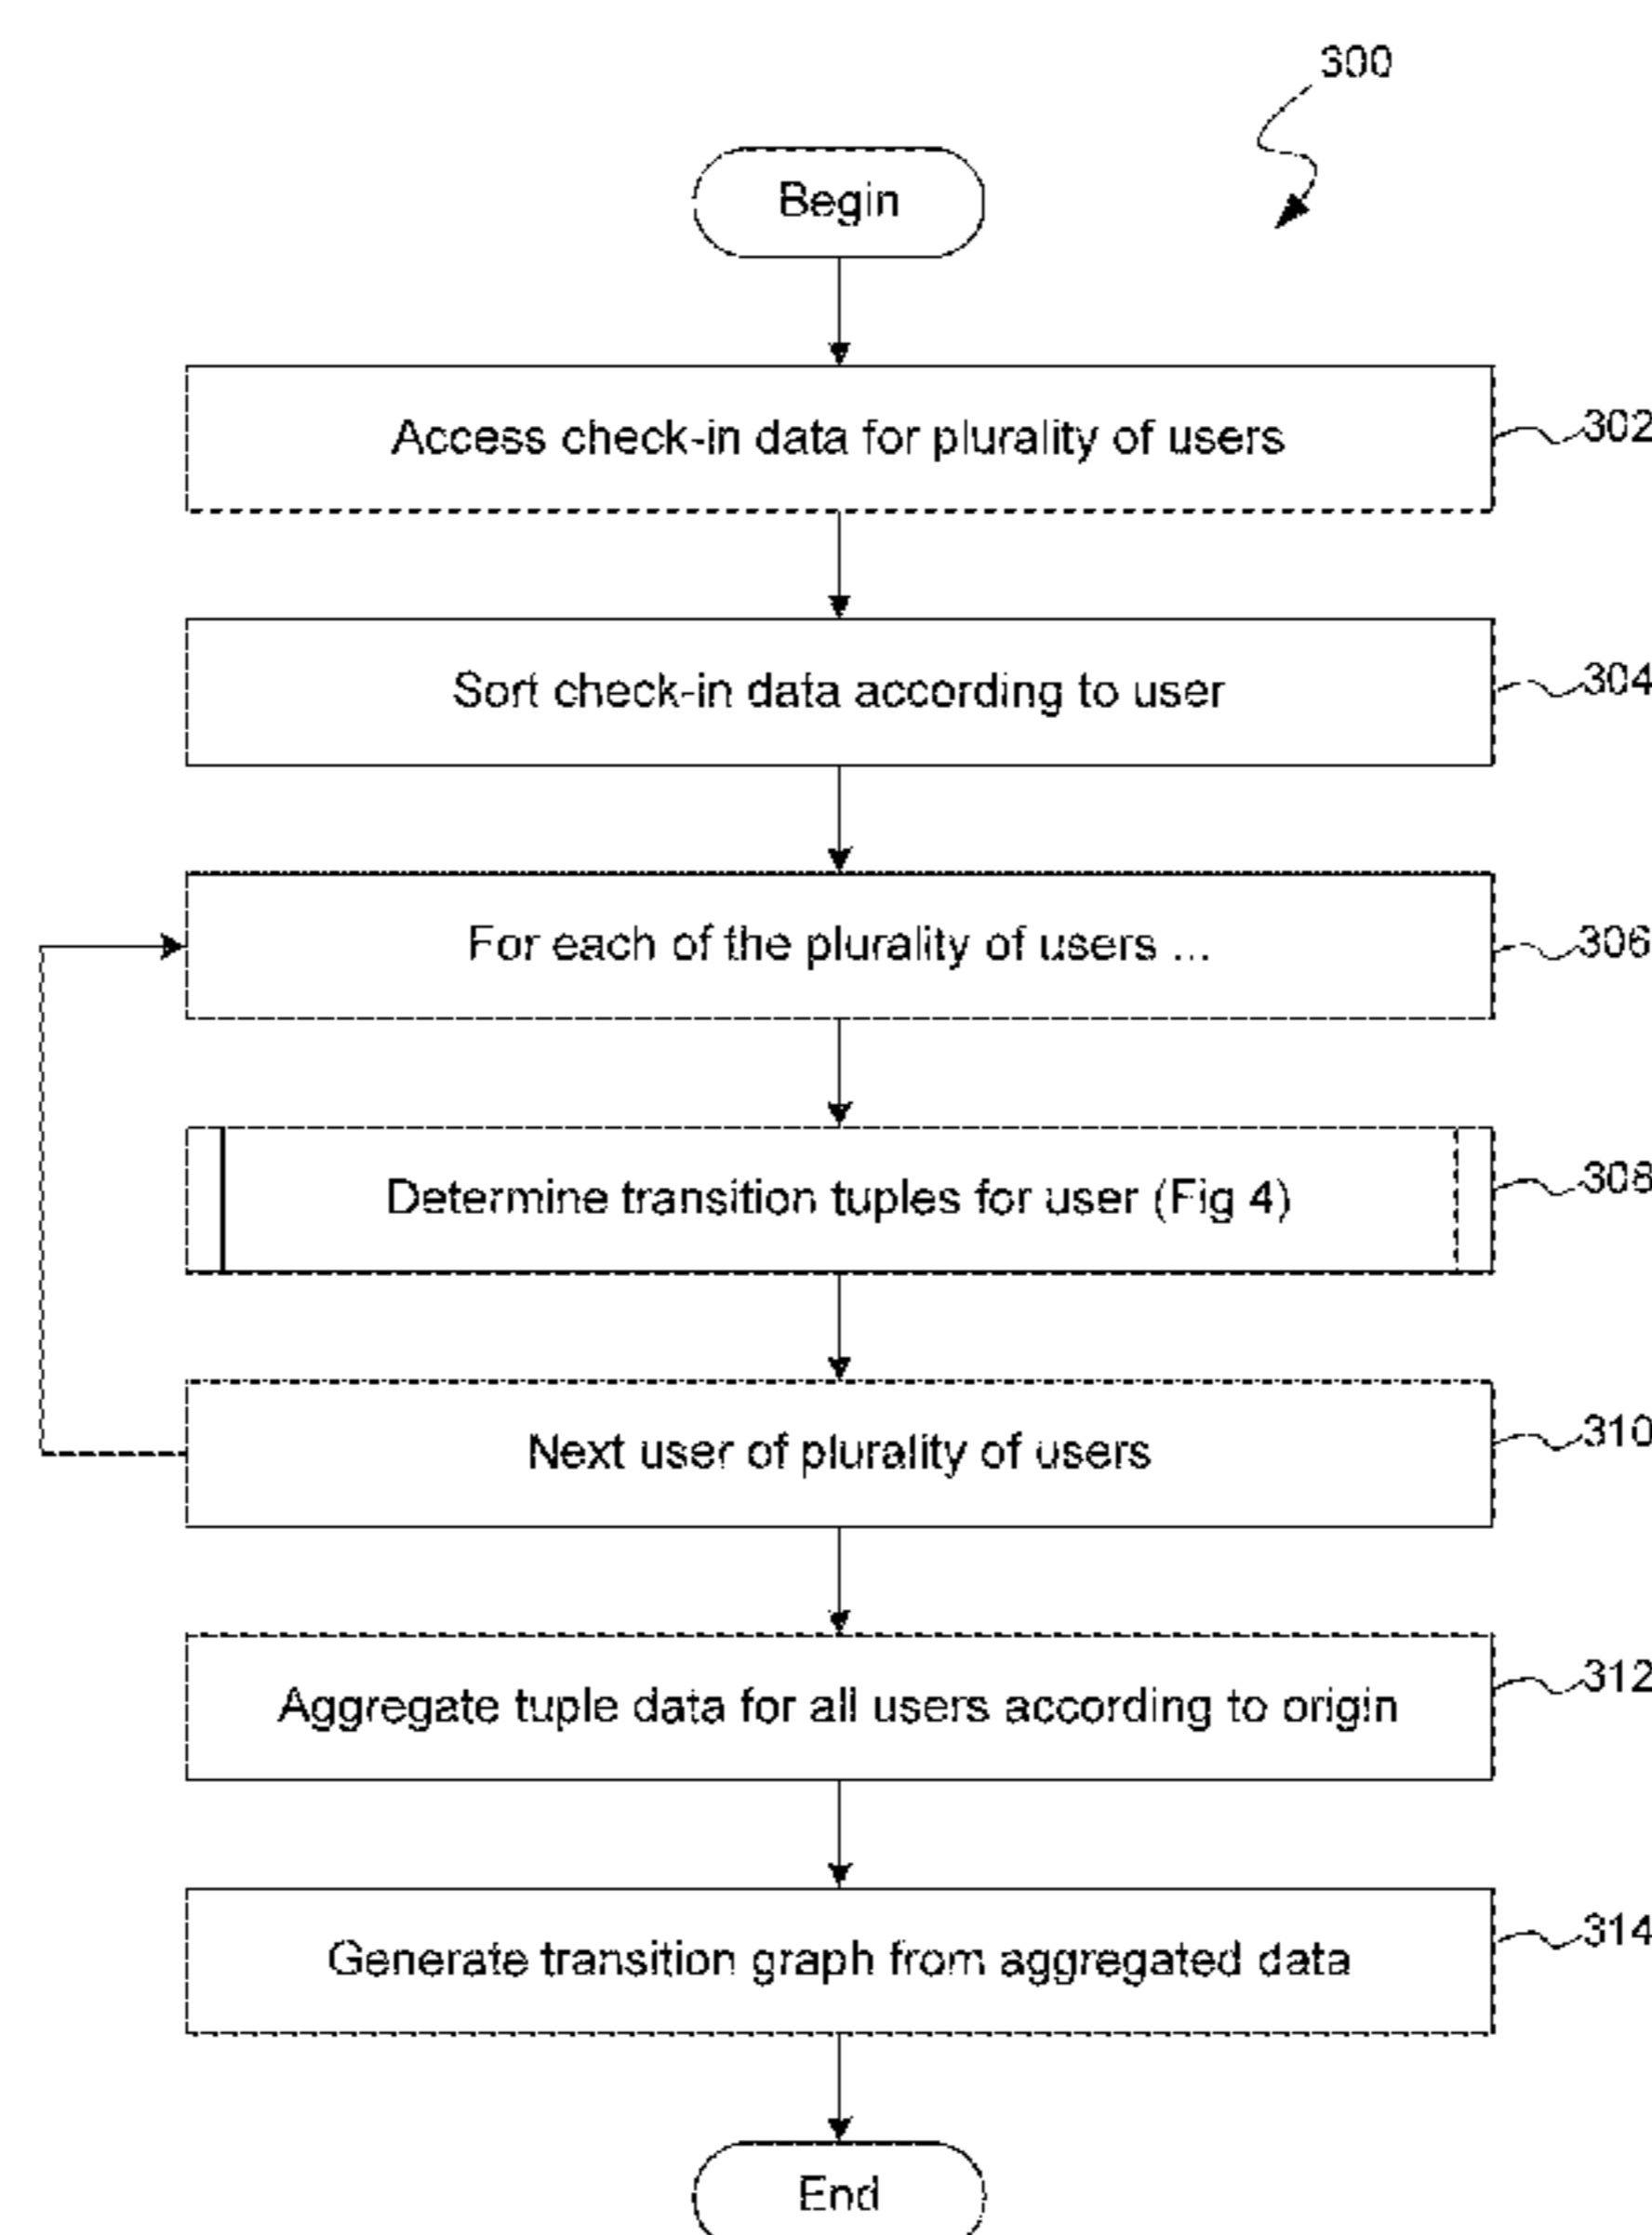 300
Begin
Access check-in data for plurality of users
302
Sort check-in data according to user
304
For each of the plurality of users ...
306
Determine transition tuples for user (Fig 4)
308
Next user of plurality of users
310
Aggregate tuple data for all users according to origin
312
Generate transition graph from aggregated data
314
End